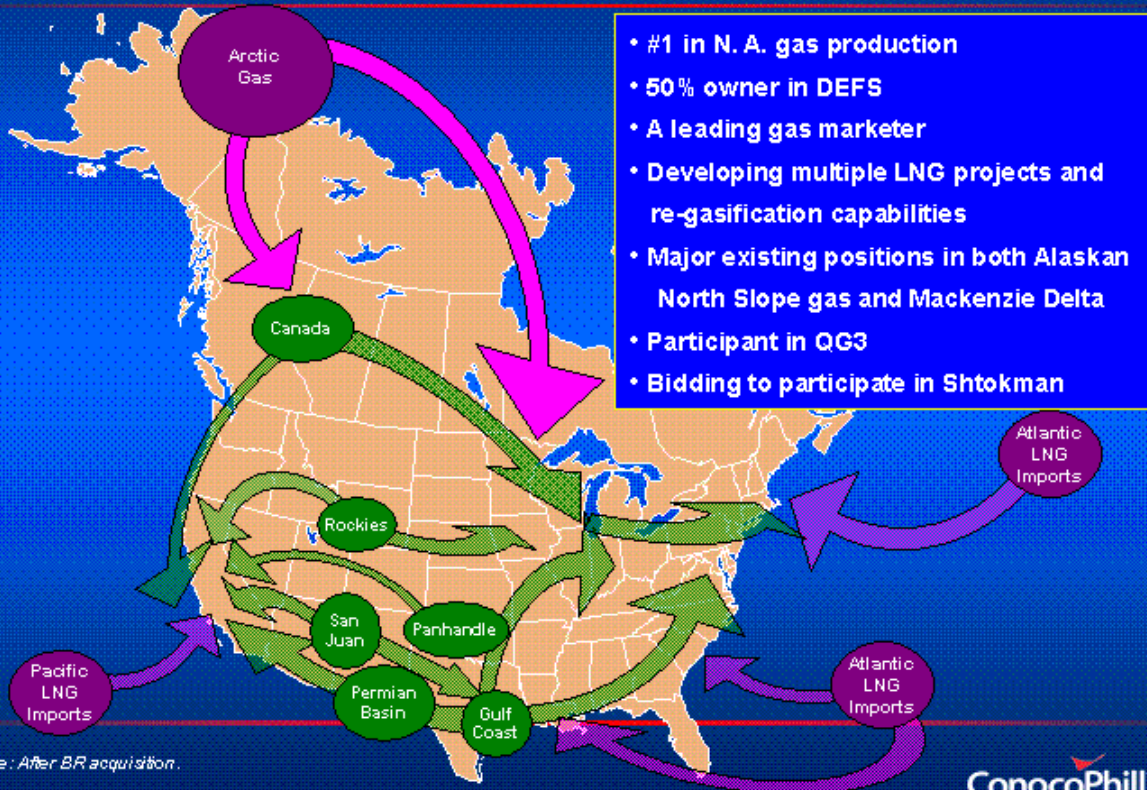 Arctic
Gas
• #1 in N. A. gas production
• 50% owner in DEFS
• A leading gas marketer
• Developing multiple LNG projects and
re-gasification capabilities
• Major existing positions in both Alaskan
North Slope gas and Mackenzie Delta
• Participant in QG3
• Bidding to participate in Shtokman
Canada
Atlantic
LNG
Imports
Rockies
San
Juan
Panhandle
Pacific
LNG
Imports
Permian
Basin
Gulf
Coast
Atlantic
LNG
Imports
e: After BR acquisition.
ConocoPhill